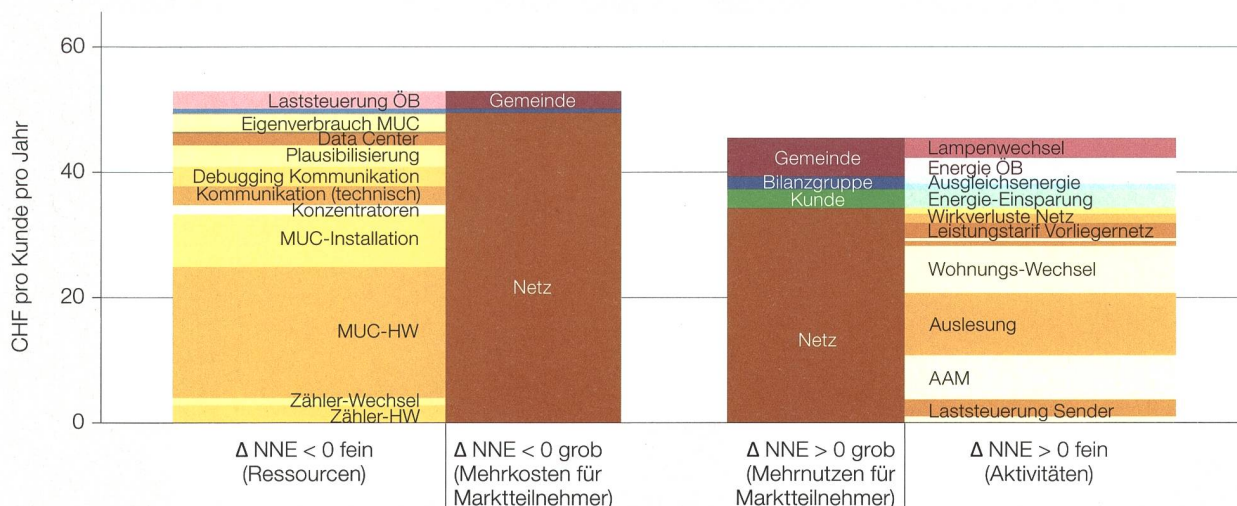 CHF pro Kunde pro Jahr
60
40
20
0
Laststeuerung ÖB
Eigenverbrauch MUC
Data Center
Plausibilisierung
Debugging Kommunikation
Kommunikation (technisch)
Konzentratoren
MUC-Installation
MUC-HW
Zähler-Wechsel
Zähler-HW
Gemeinde
Netz
Gemeinde
Bilanzgruppe
Kunde
Netz
Lampenwechsel
Energie ÖB
Ausgleichsenergie
Energie-Einsparung
Wirkverluste Netz
Leistungstarif Vorliegernetz
Wohnungs-Wechsel
Auslesung
AAM
Laststeuerung Sender
Δ NNE < 0 fein
(Ressourcen)
Δ NNE < 0 grob
(Mehrkosten für
Marktteilnehmer)
Δ NNE > 0 grob
(Mehrnutzen für
Marktteilnehmer)
Δ NNE > 0 fein
(Aktivitäten)